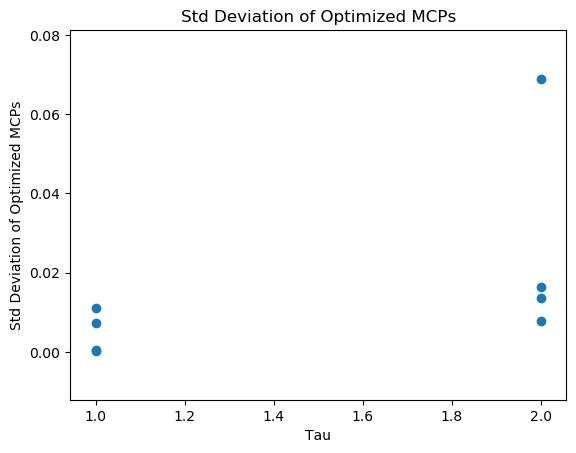 Std Deviation of Optimized MCPs
Std Deviation of Optimized MCPs
0.08
0.06
0.04
0.02
0.00
1.0 1.2 1.4 1.6 1.8 2.0
Tau